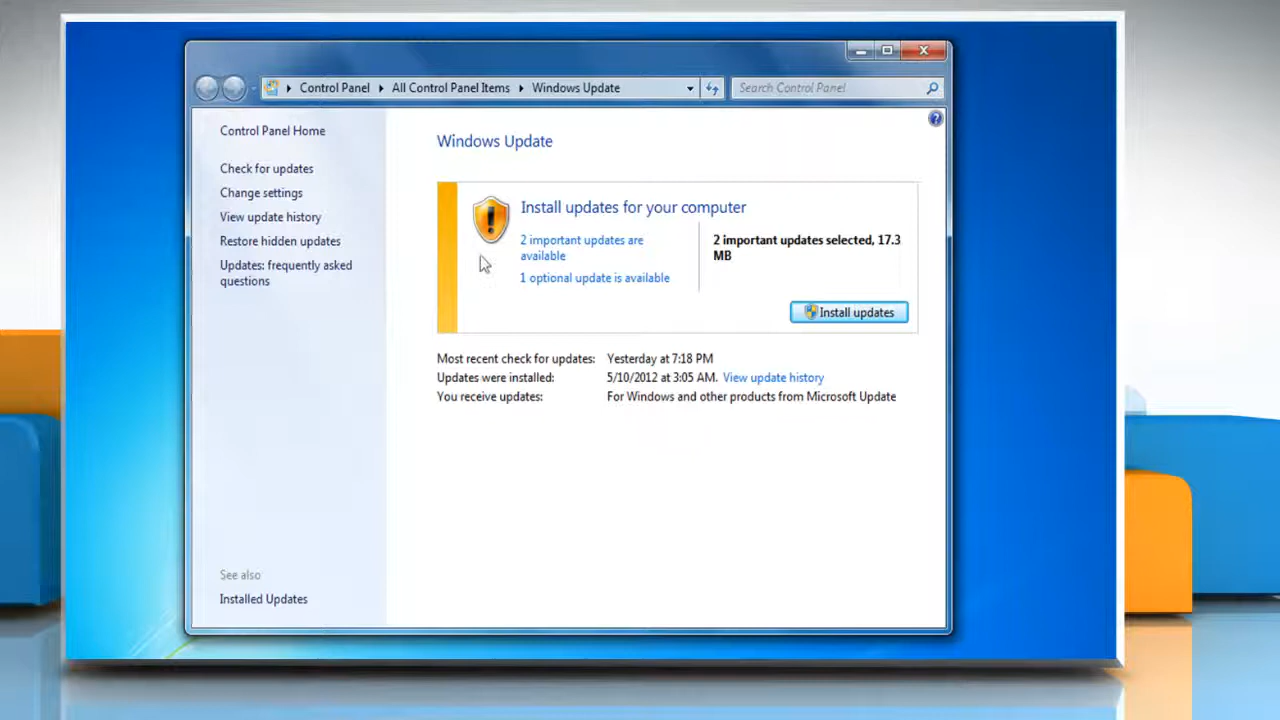 Control Panel ▸ All Control Panel Items ▸ Windows Update
Search Control Panel
Control Panel Home
Check for updates
Change settings
View update history
Restore hidden updates
Updates: frequently asked
questions
See also
Installed Updates
Windows Update
Install updates for your computer
2 important updates are
available
1 optional update is available
2 important updates selected, 17.3
MB
Install updates
Most recent check for updates: Yesterday at 7:18 PM
Updates were installed: 5/10/2012 at 3:05 AM. View update history
You receive updates: For Windows and other products from Microsoft Update